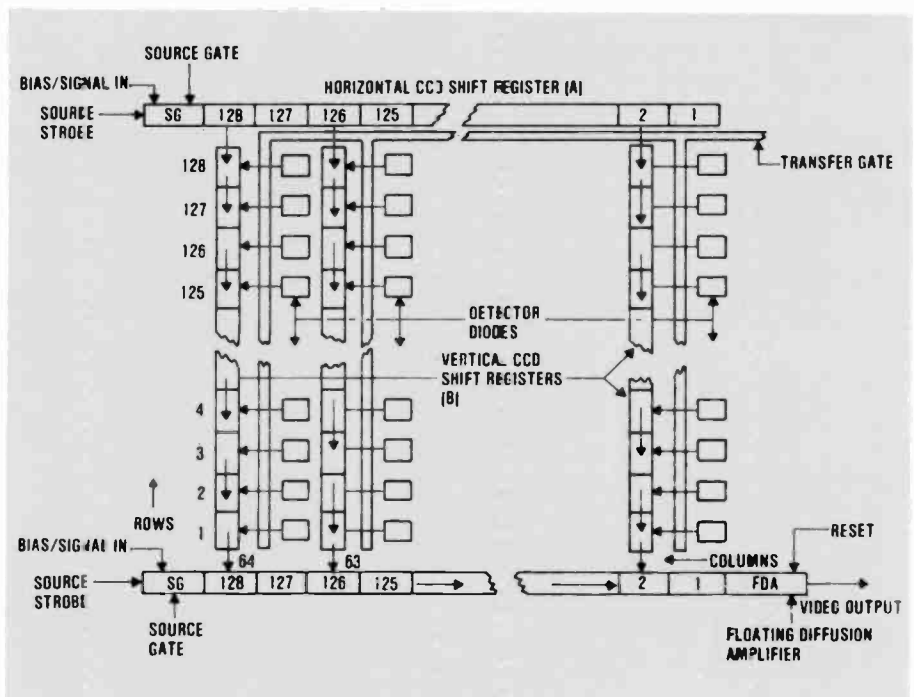 SOURCE GATE
BIAS/SIGNAL IN
HORIZONTAL CCD SHIFT REGISTER (A)
SOURCE
STROBE
SG 128 127 126 125 2 1
TRANSFER GATE
128
127
126
125
DETECTOR
DIODES
VERTICAL CCD
SHIFT REGISTERS
(B)
4
3
2
1
ROWS
BIAS/SIGNAL IN
64
63
COLUMNS
RESET
SOURCE
STROBE
SG 128 127 126 125 2 1 FDA
VIDEO OUTPUT
SOURCE
GATE
FLOATING DIFFUSION
AMPLIFIER